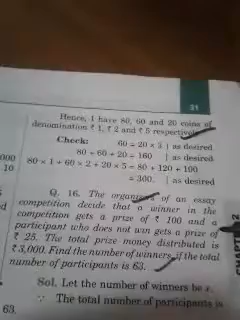 31
Hence, I have 80, 60 and 20 coins of
denomination ₹ 1, ₹ 2 and ₹ 5 respectively.
Check: 60 = 20 × 3 | as desired
80 + 60 + 20 = 160 | as desired
80 × 1 + 60 × 2 + 20 × 5 = 80 + 120 + 100
= 300. | as desired
Q. 16. The organisers of an essay
competition decide that a winner in the
competition gets a prize of ₹ 100 and a
participant who does not win gets a prize of
₹ 25. The total prize money distributed is
₹ 3,000. Find the number of winners, if the total
number of participants is 63.
Sol. Let the number of winners be x.
∵ The total number of participants is
63.
000
10
CHAPTER 2